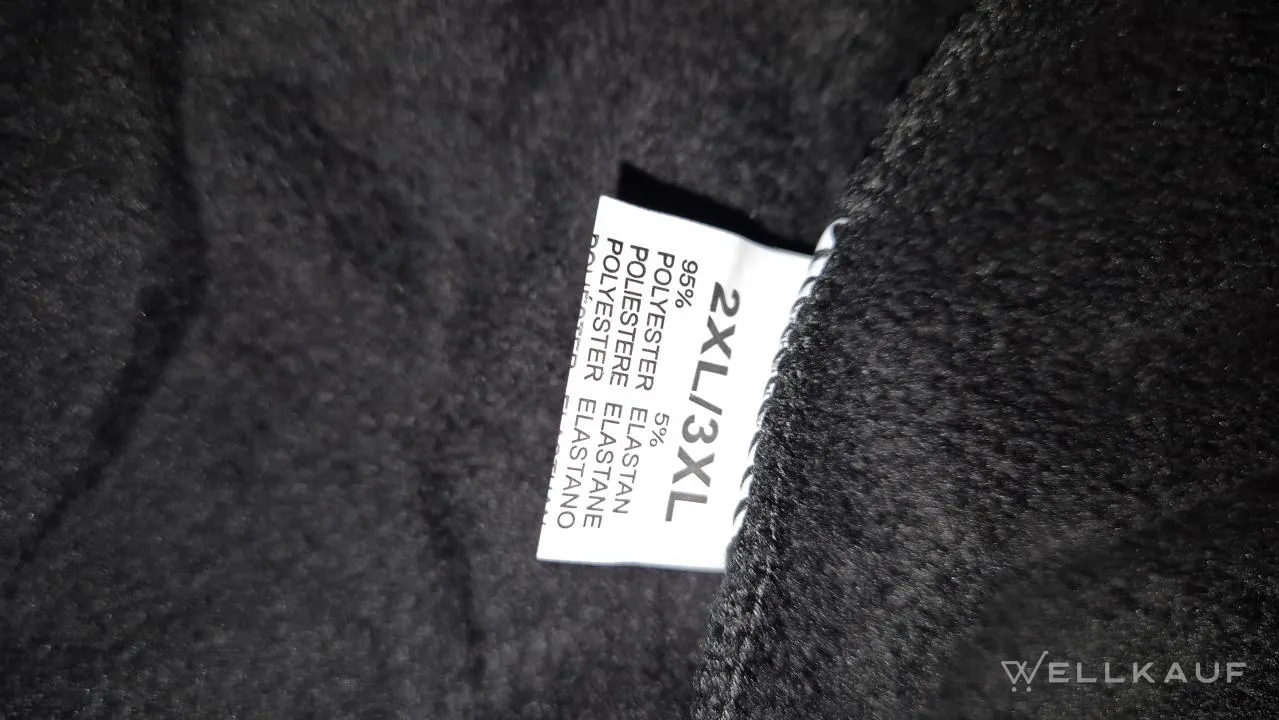 2XL/3XL
95% 5%
POLYESTER ELASTAN
POLIESTERE ELASTANE
POLYESTER ELASTANO
WELLKAUF